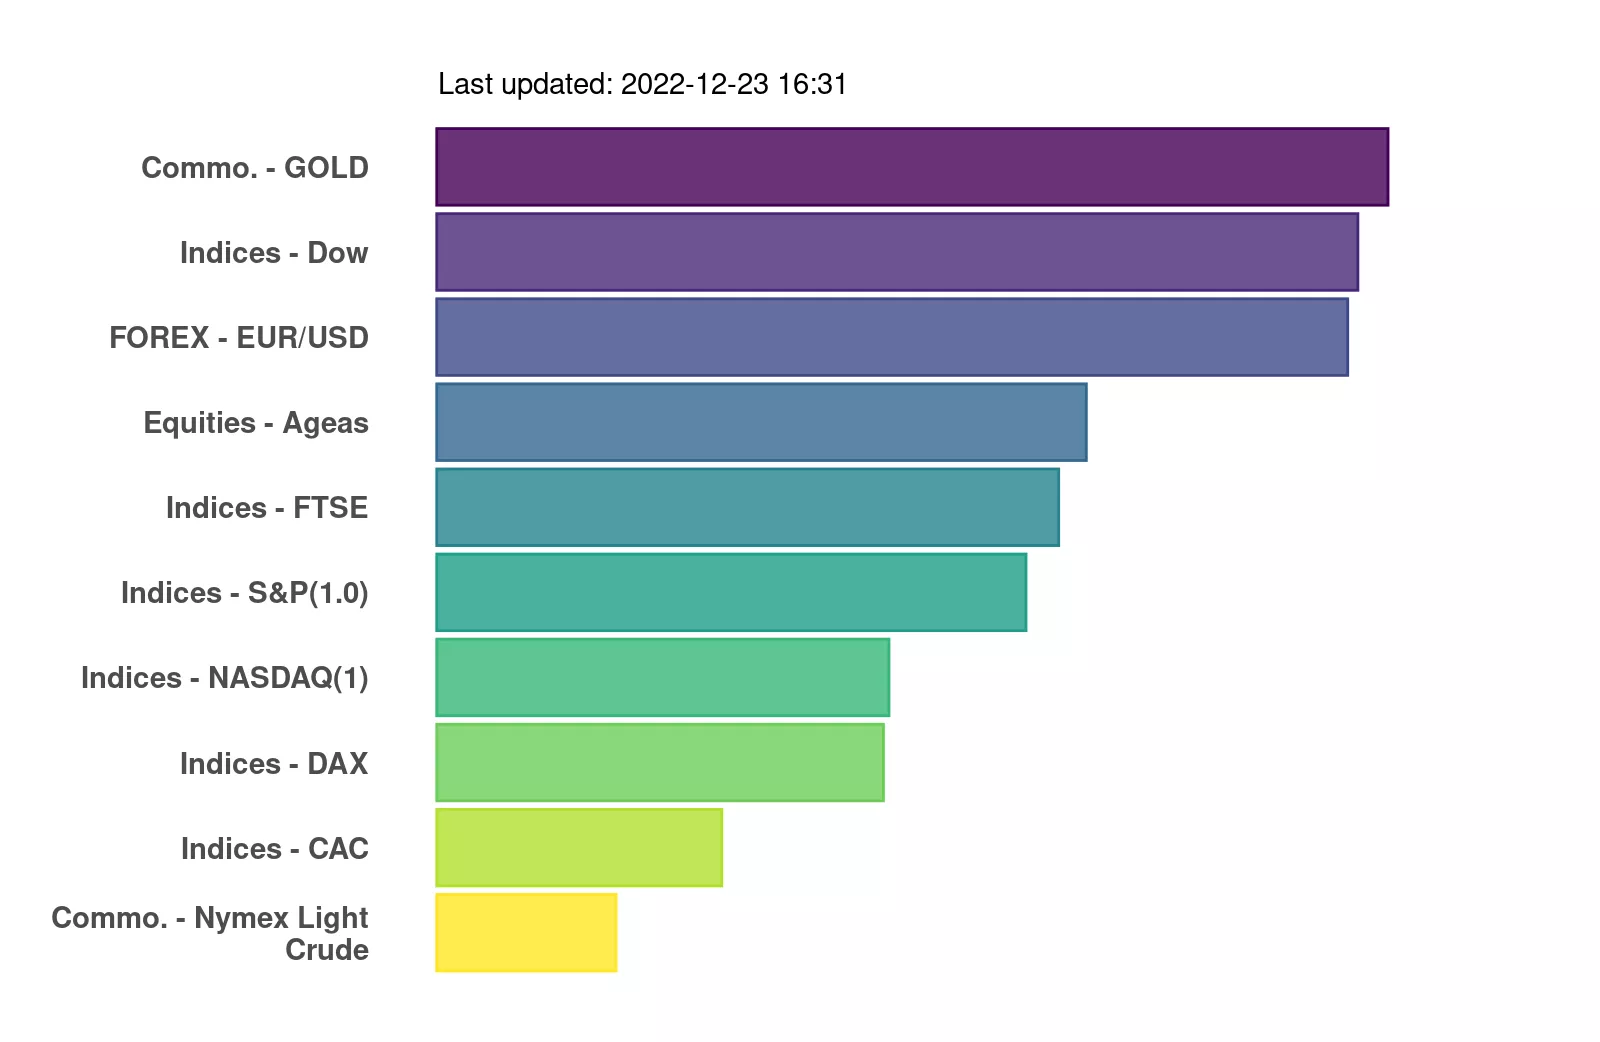 Last updated: 2022-12-23 16:31
Commo. - GOLD
Indices - Dow
FOREX - EUR/USD
Equities - Ageas
Indices - FTSE
Indices - S&P(1.0)
Indices - NASDAQ(1)
Indices - DAX
Indices - CAC
Commo. - Nymex Light
Crude